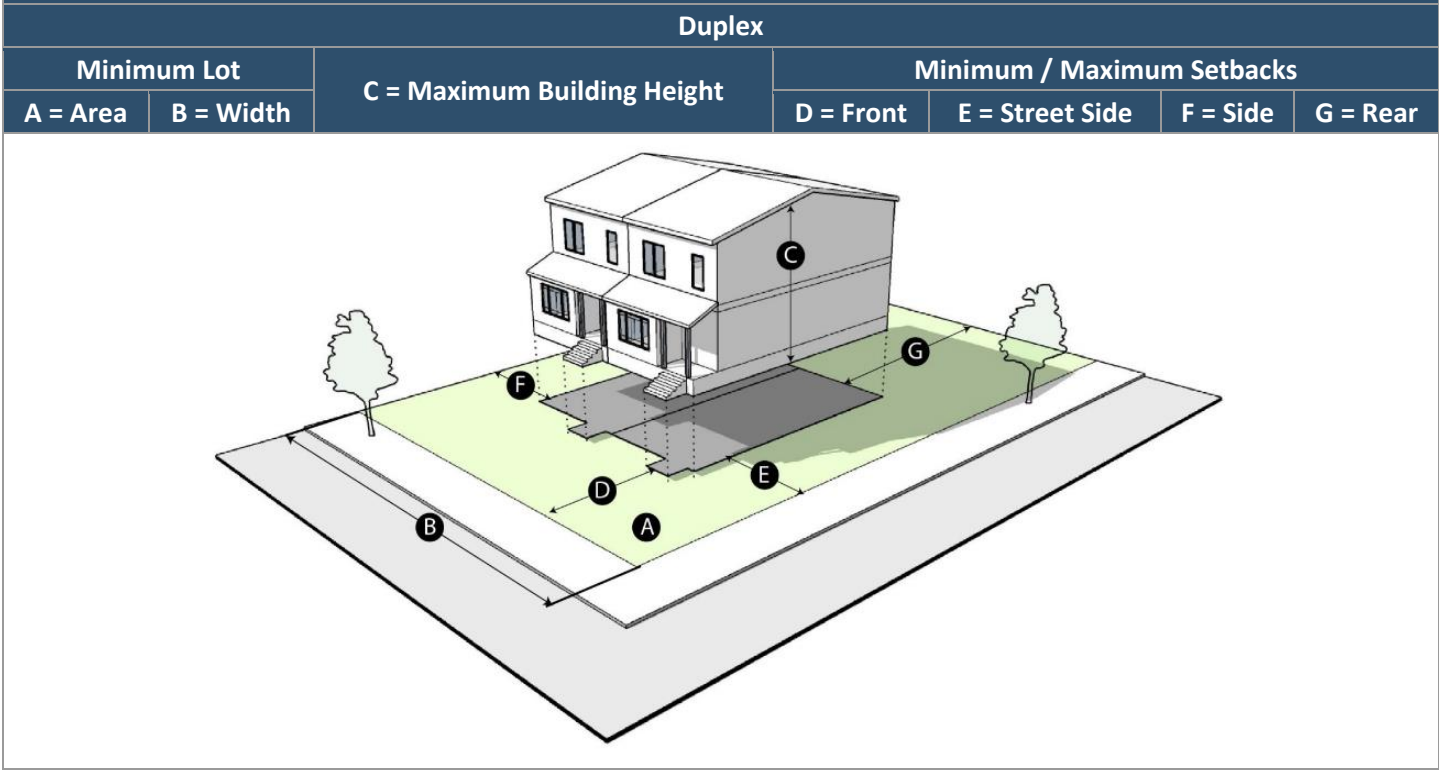 Duplex
Minimum Lot
C = Maximum Building Height
Minimum / Maximum Setbacks
A = Area
B = Width
D = Front
E = Street Side
F = Side
G = Rear
C
G
F
E
D
A
B